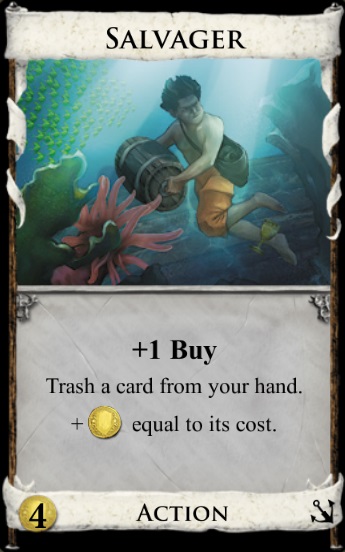 SALVAGER
+1 Buy
Trash a card from your hand.
+ equal to its cost.
4 ACTION